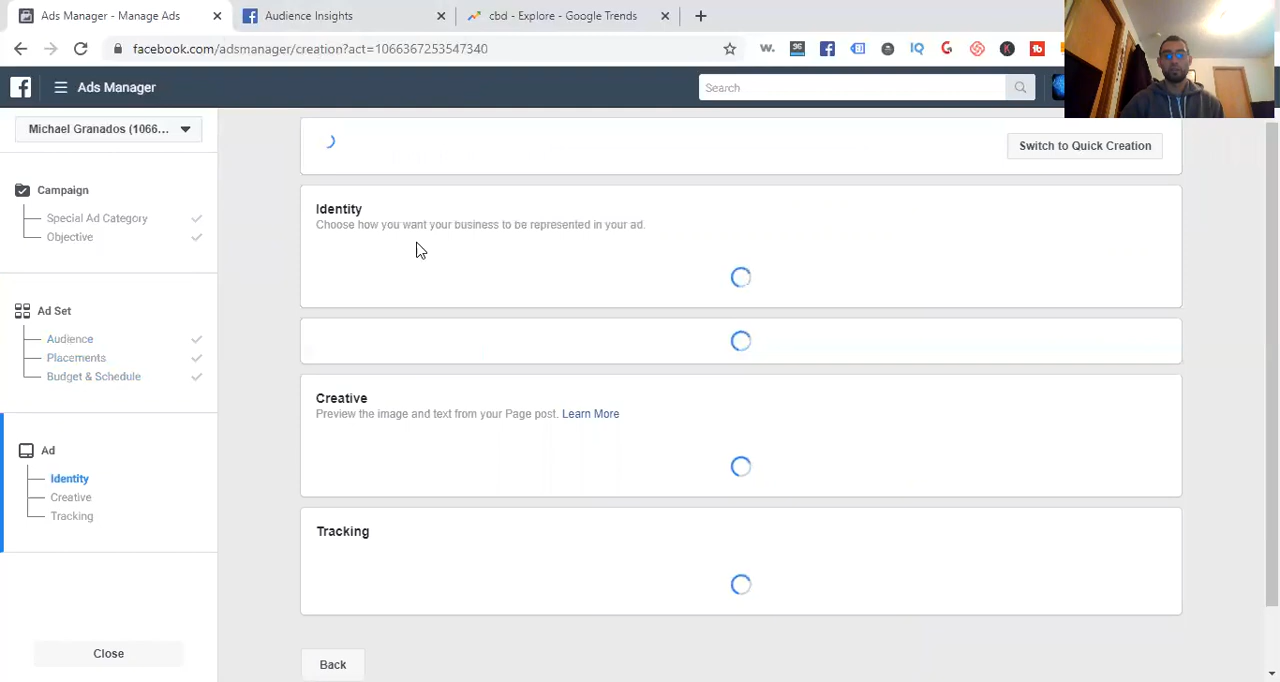 Ads Manager - Manage Ads
Audience Insights
cbd - Explore - Google Trends
facebook.com/adsmanager/creation?act=1066367253547340
Ads Manager
Search
Michael Granados (1066...
Switch to Quick Creation
Campaign
Special Ad Category
Objective
Identity
Choose how you want your business to be represented in your ad.
Ad Set
Audience
Placements
Budget & Schedule
Creative
Preview the image and text from your Page post. Learn More
Ad
Identity
Creative
Tracking
Tracking
Close
Back